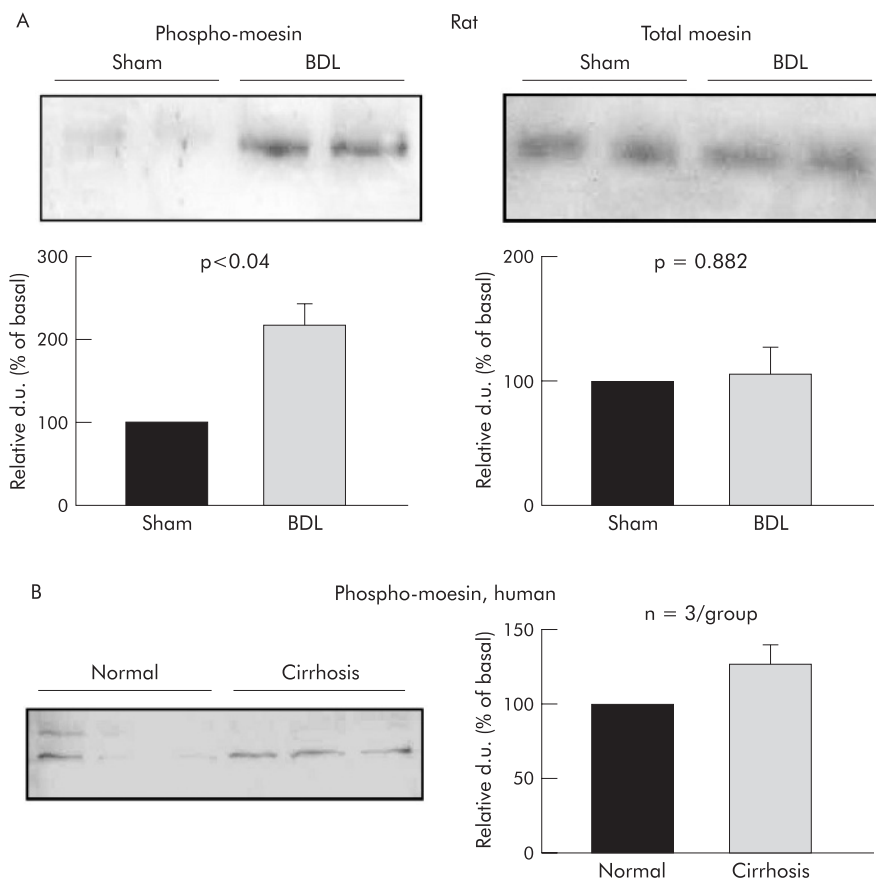 A
Rat
Phospho-moesin
Sham BDL
Total moesin
Sham BDL
Relative d.u. (% of basal)
300
200
100
0
p<0.04
Sham BDL
Relative d.u. (% of basal)
200
100
0
p = 0.882
Sham BDL
B
Phospho-moesin, human
Normal Cirrhosis
n = 3/group
Relative d.u. (% of basal)
150
100
50
0
Normal Cirrhosis